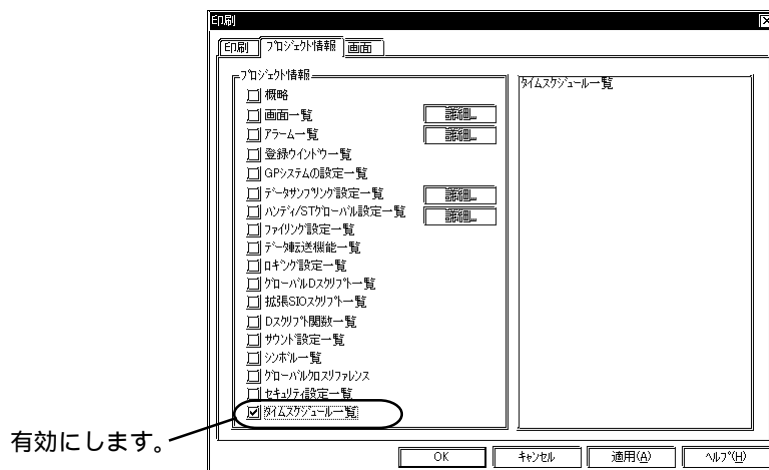 印刷
印刷 プロジェクト情報 画面
プロジェクト情報
概略
画面一覧 詳細...
アラーム一覧 詳細...
登録ウインドウ一覧
GPシステムの設定一覧
データサンプリング設定一覧 詳細...
ハンディ/STグローバル設定一覧 詳細...
ファイリング設定一覧
データ転送機能一覧
ロギング設定一覧
グローバルDスクリプト一覧
拡張SIOスクリプト一覧
Dスクリプト関数一覧
サウンド設定一覧
シンボル一覧
グローバルクロスリファレンス
セキュリティ設定一覧
タイムスケジュール一覧
タイムスケジュール一覧
有効にします。
OK キャンセル 適用(A) ヘルプ(H)